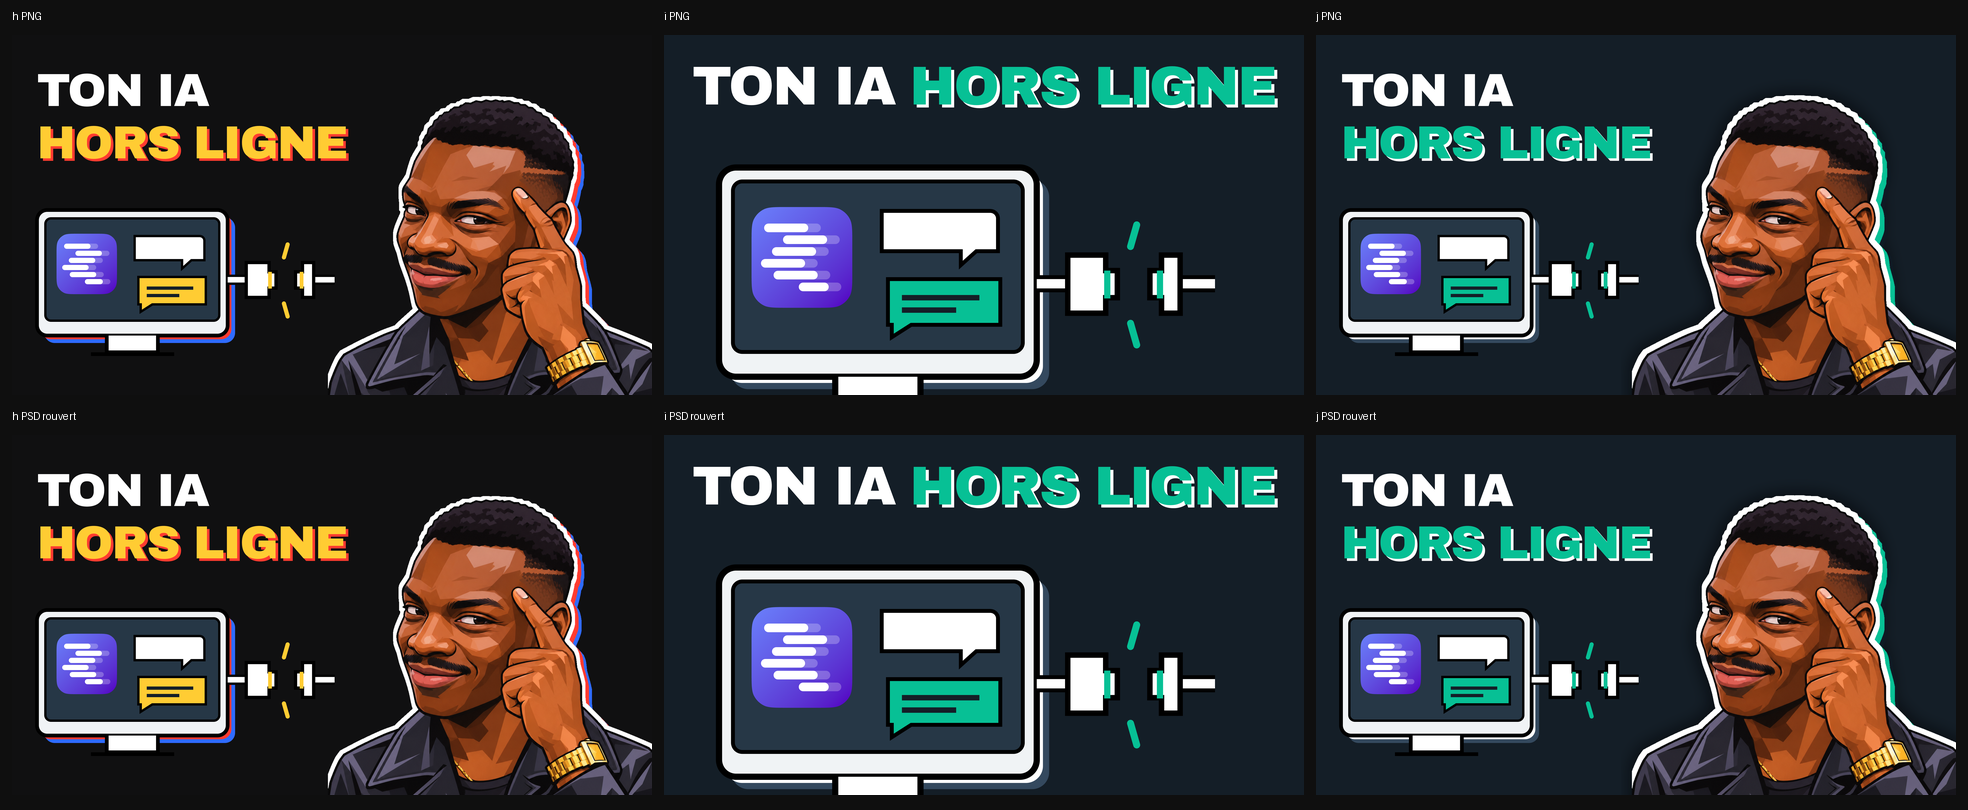 h PNG
TON IA
HORS LIGNE
i PNG
TON IA HORS LIGNE
j PNG
TON IA
HORS LIGNE
h PSD rouvert
TON IA
HORS LIGNE
i PSD rouvert
TON IA HORS LIGNE
j PSD rouvert
TON IA
HORS LIGNE